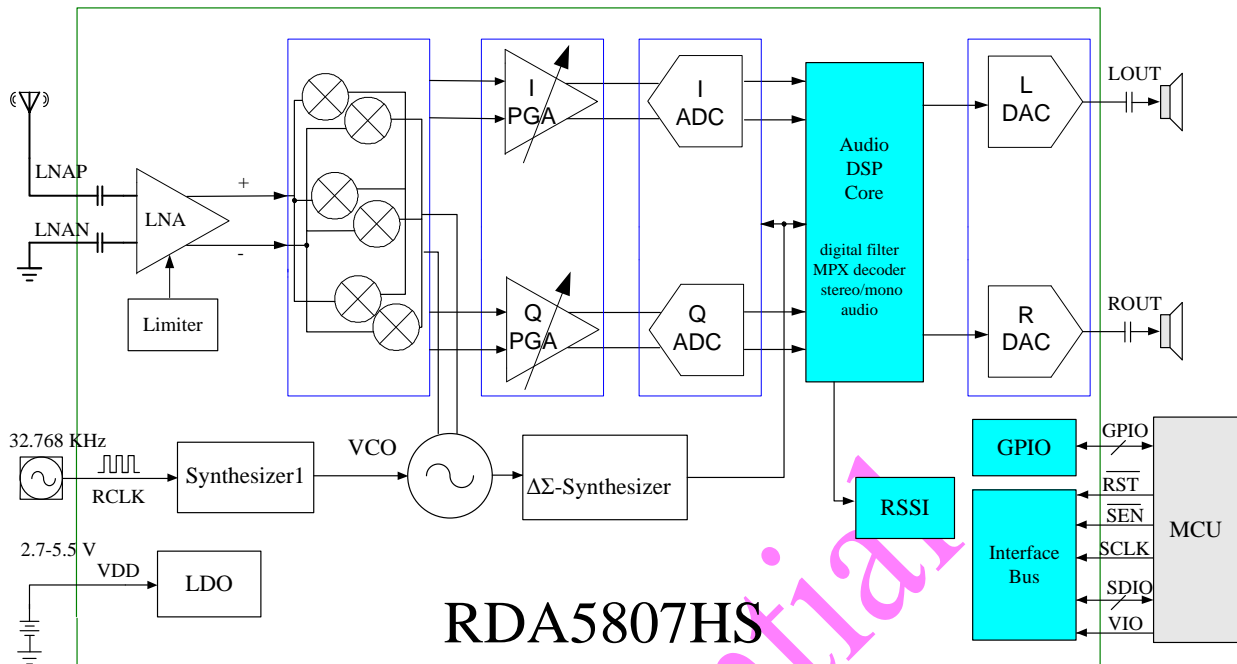 LNAP
LNAN
LNA
+
-
Limiter
I
PGA
Q
PGA
I
ADC
Q
ADC
Audio
DSP
Core
digital filter
MPX decoder
stereo/mono
audio
L
DAC
R
DAC
LOUT
ROUT
32.768 KHz
RCLK
Synthesizer1
VCO
ΔΣ-Synthesizer
RSSI
GPIO
Interface
Bus
GPIO
RST
SEN
SCLK
SDIO
VIO
MCU
2.7-5.5 V
VDD
LDO
RDA5807HS